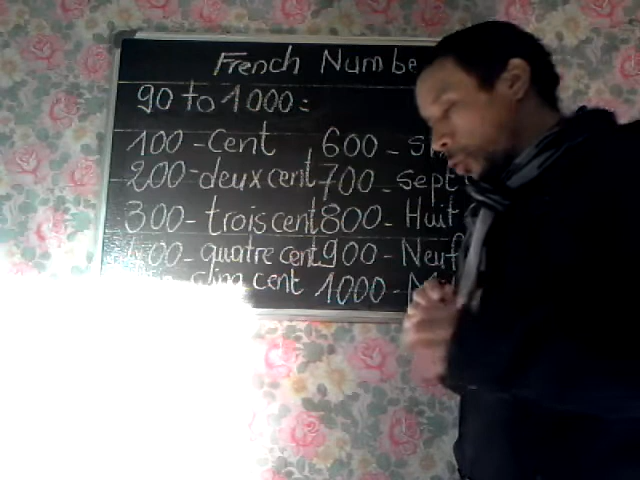 French Numbe
90 to 1000:
100 - Cent
200 - deux cent
300 - trois cent
400 - quatre cent
cinq cent
600 - S
700 - Sept
800 - Huit
900 - Neuf
1000 - M